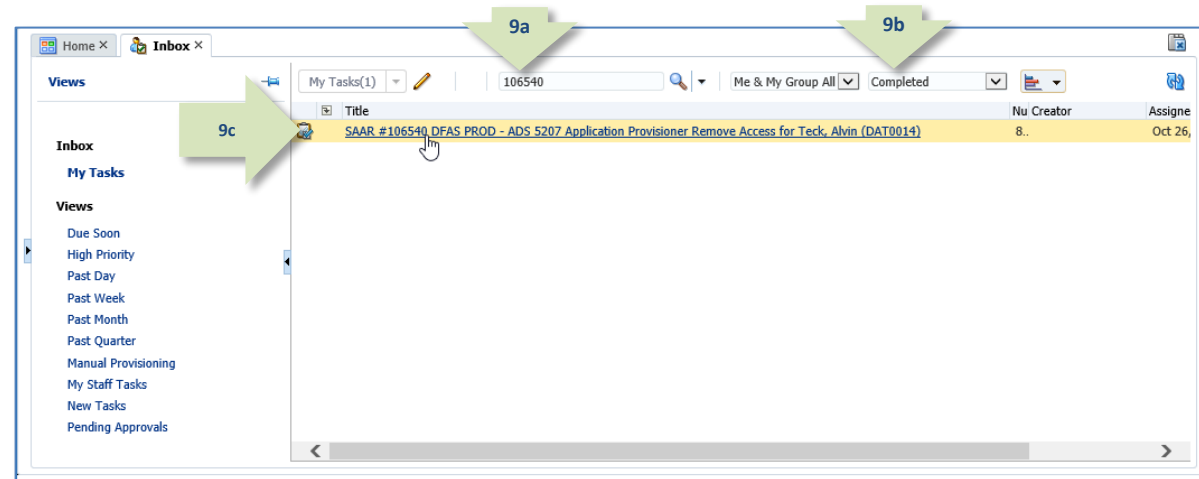 9a
9b
Home ×
Inbox ×
Views
My Tasks(1)
106540
Me & My Group All
Completed
9c
Title
Nu
Creator
Assigne
SAAR #106540 DFAS PROD - ADS 5207 Application Provisioner Remove Access for Teck, Alvin (DAT0014)
8..
Oct 26,
Inbox
My Tasks
Views
Due Soon
High Priority
Past Day
Past Week
Past Month
Past Quarter
Manual Provisioning
My Staff Tasks
New Tasks
Pending Approvals